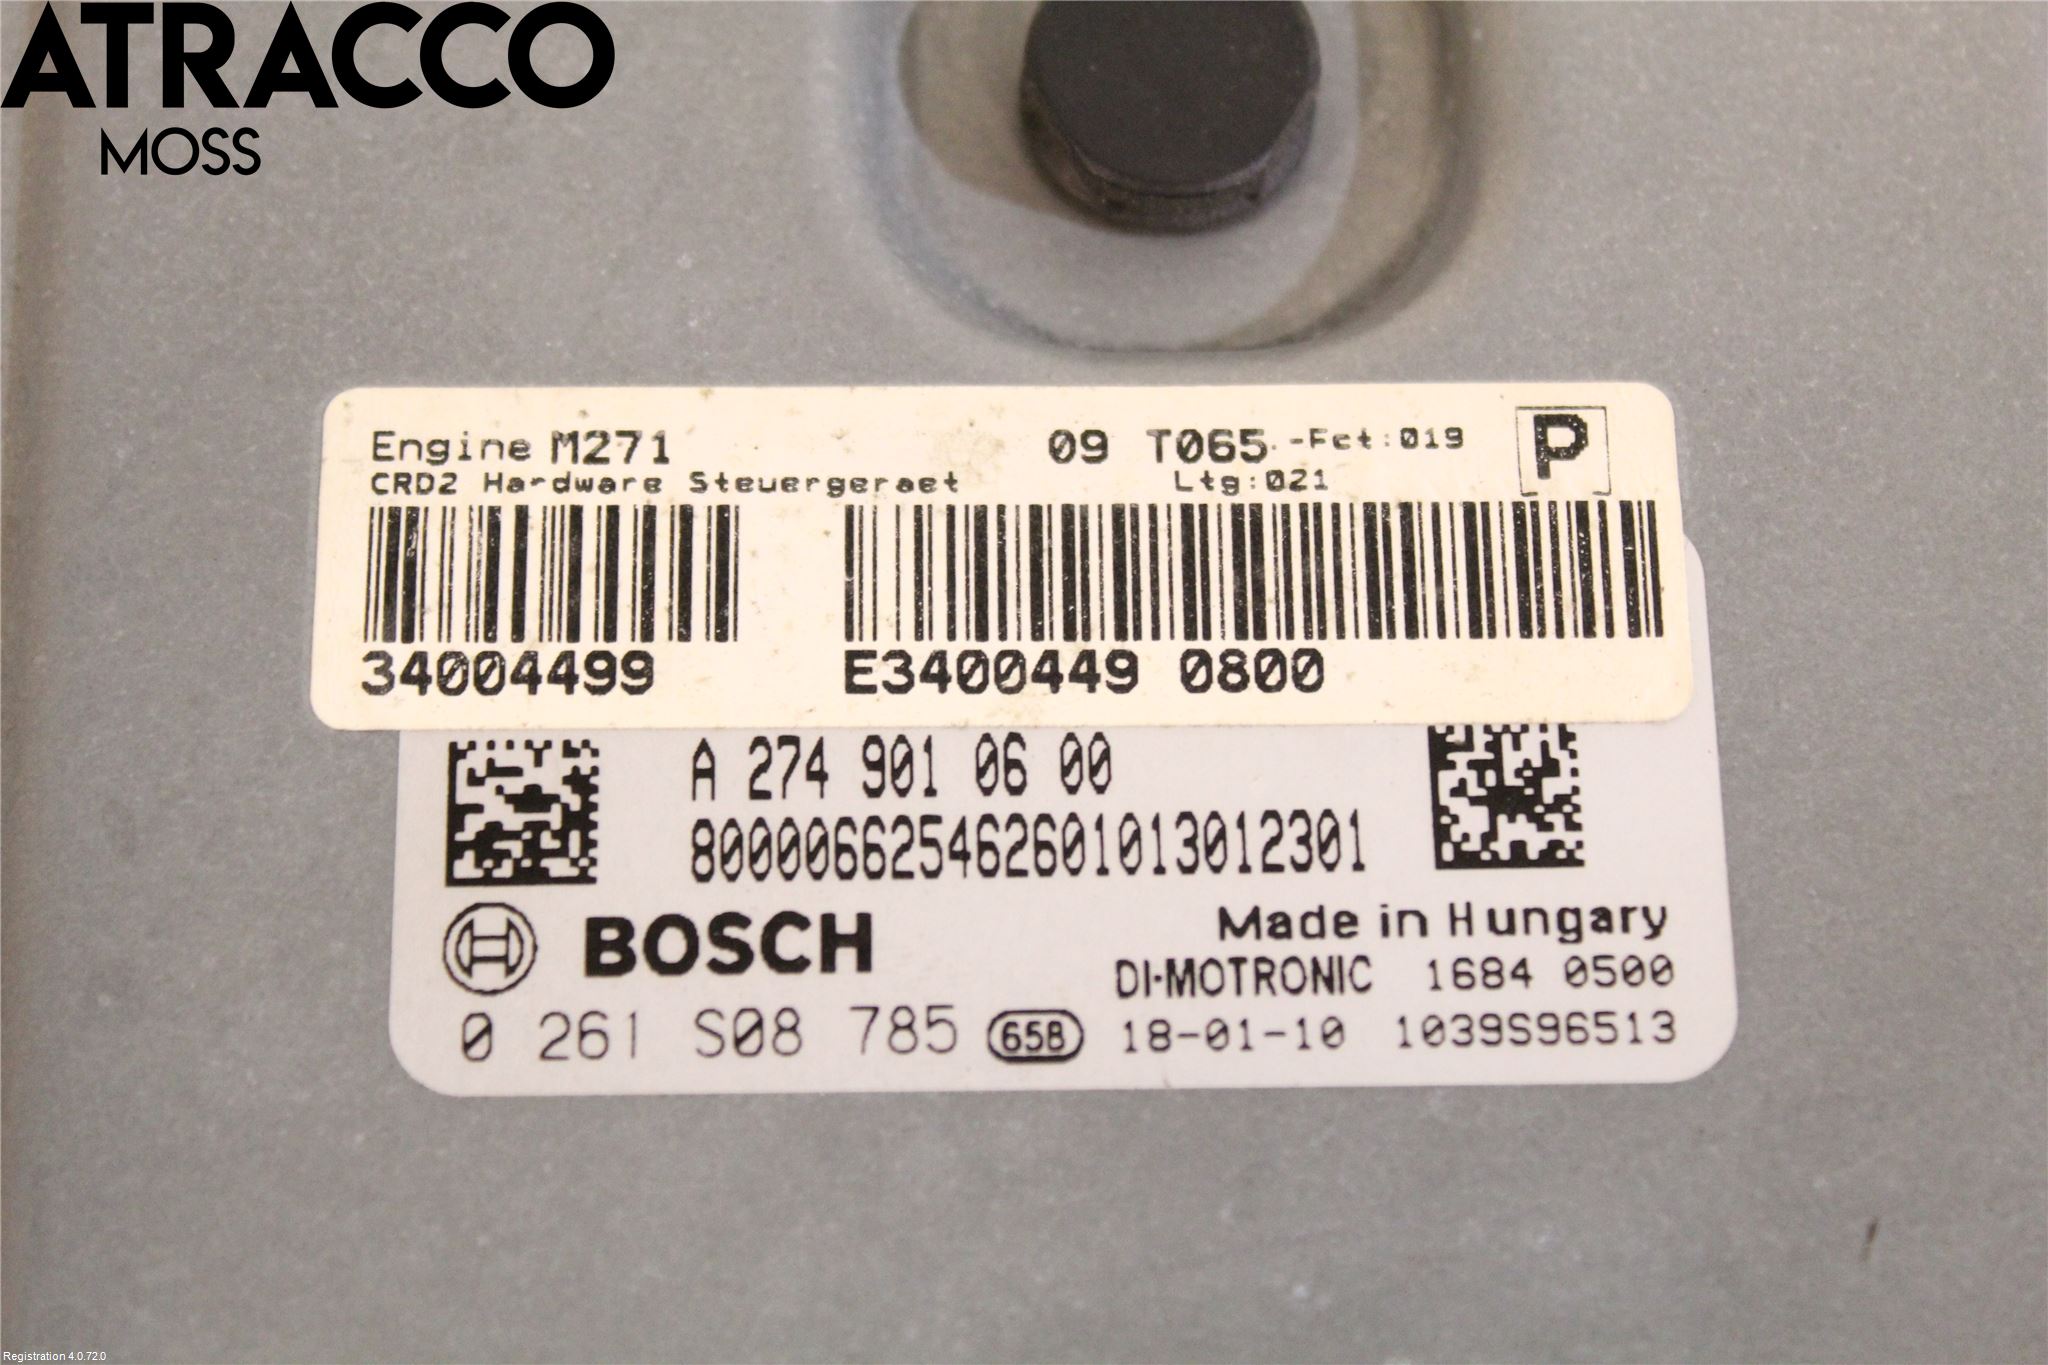 ATRACCO
MOSS
Engine M271 09 T065.-Fct:019 P
CRD2 Hardware Steuergeraet Ltg:021
34004499 E3400449 0800
A 274 901 06 00
800006625462601013012301
BOSCH Made in Hungary
DI-MOTRONIC 1684 0500
0 261 S08 785 65B 18-01-10 1039S96513
Registration 4.0.72.0